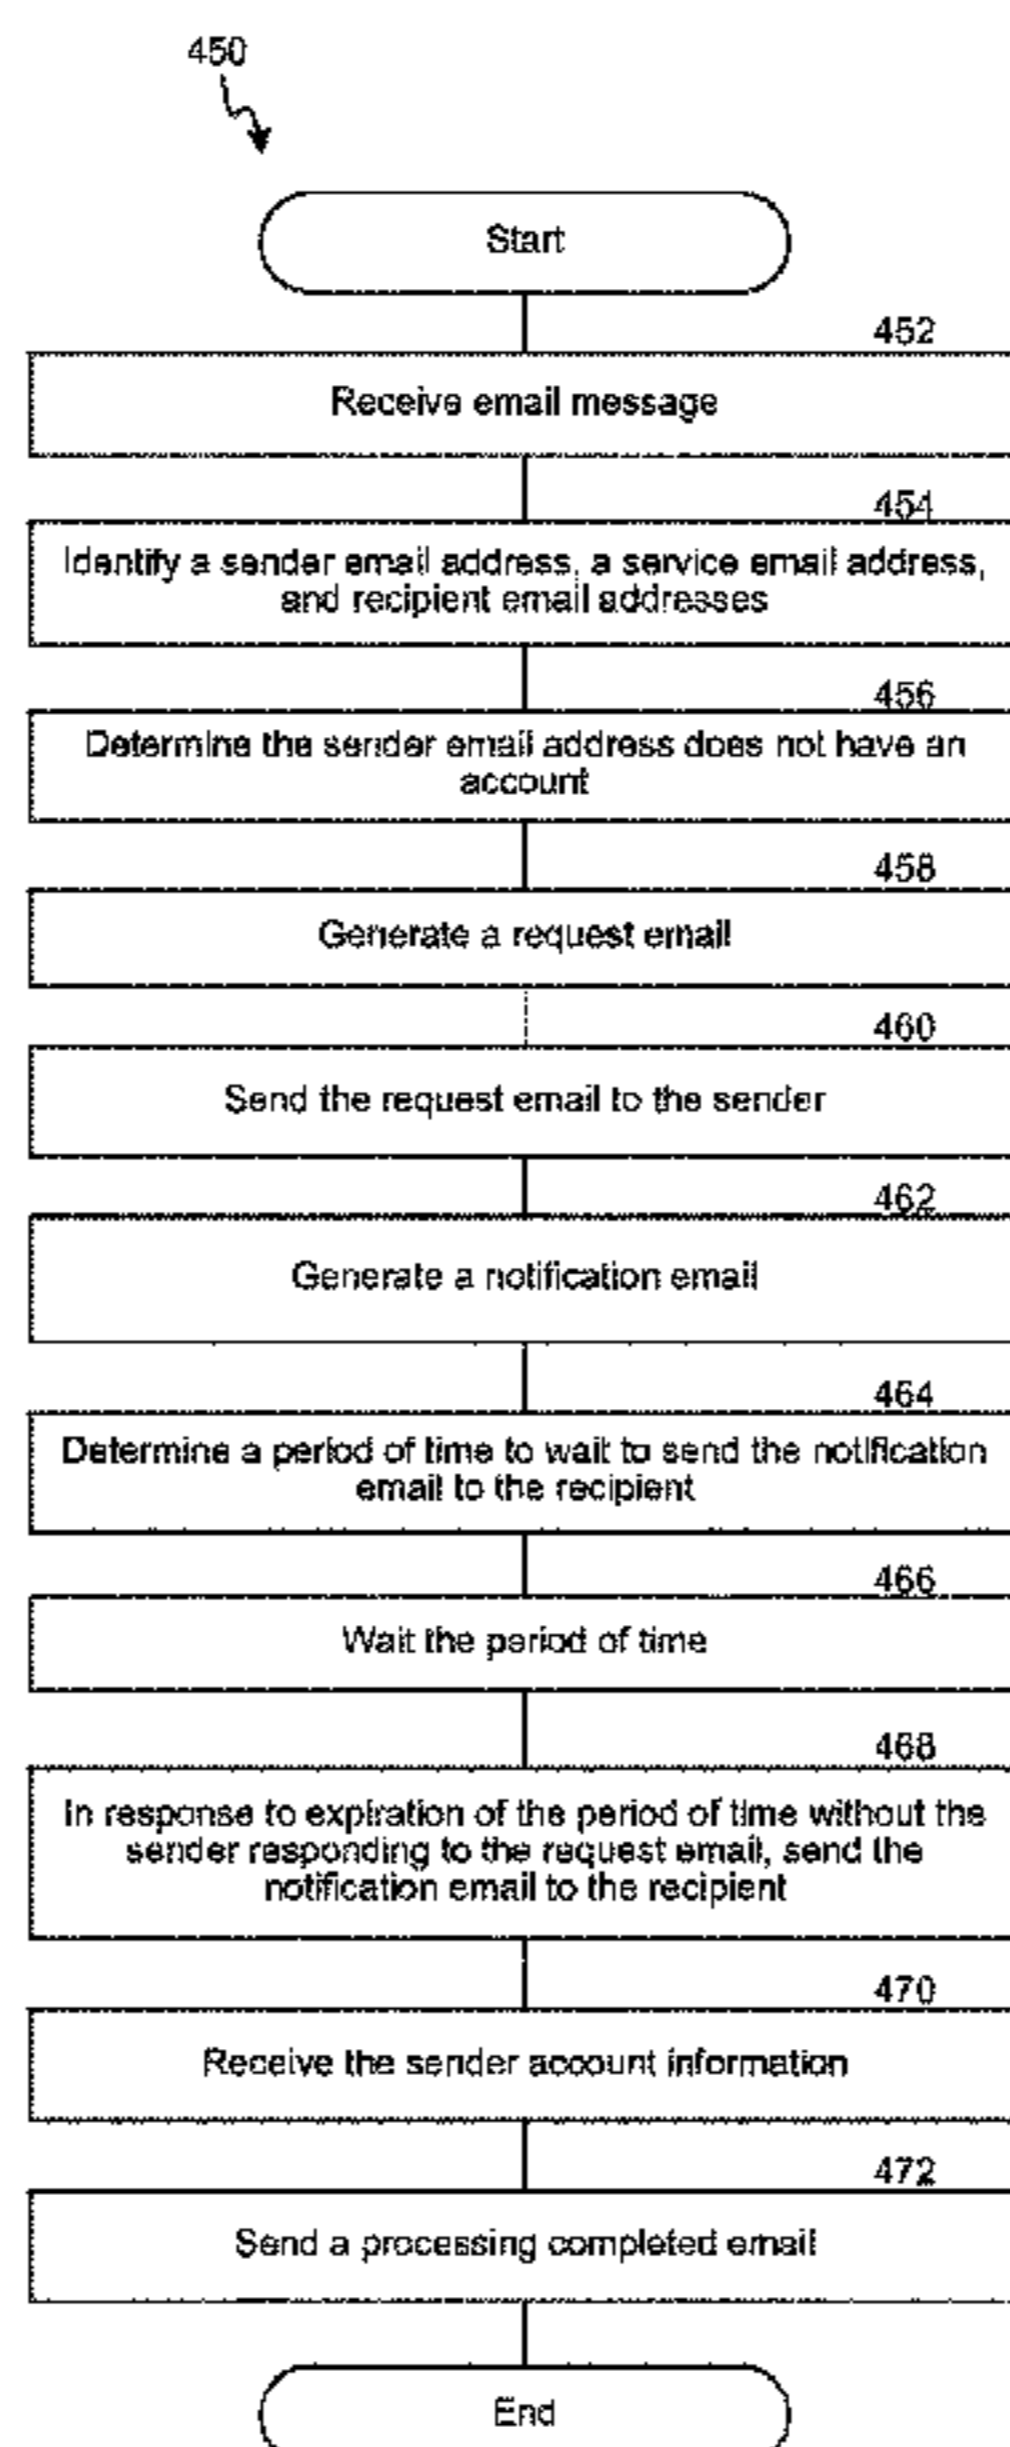 450
Start
452
Receive email message
454
Identify a sender email address, a service email address,
and recipient email addresses
456
Determine the sender email address does not have an
account
458
Generate a request email
460
Send the request email to the sender
462
Generate a notification email
464
Determine a period of time to wait to send the notification
email to the recipient
466
Wait the period of time
468
In response to expiration of the period of time without the
sender responding to the request email, send the
notification email to the recipient
470
Receive the sender account information
472
Send a processing completed email
End